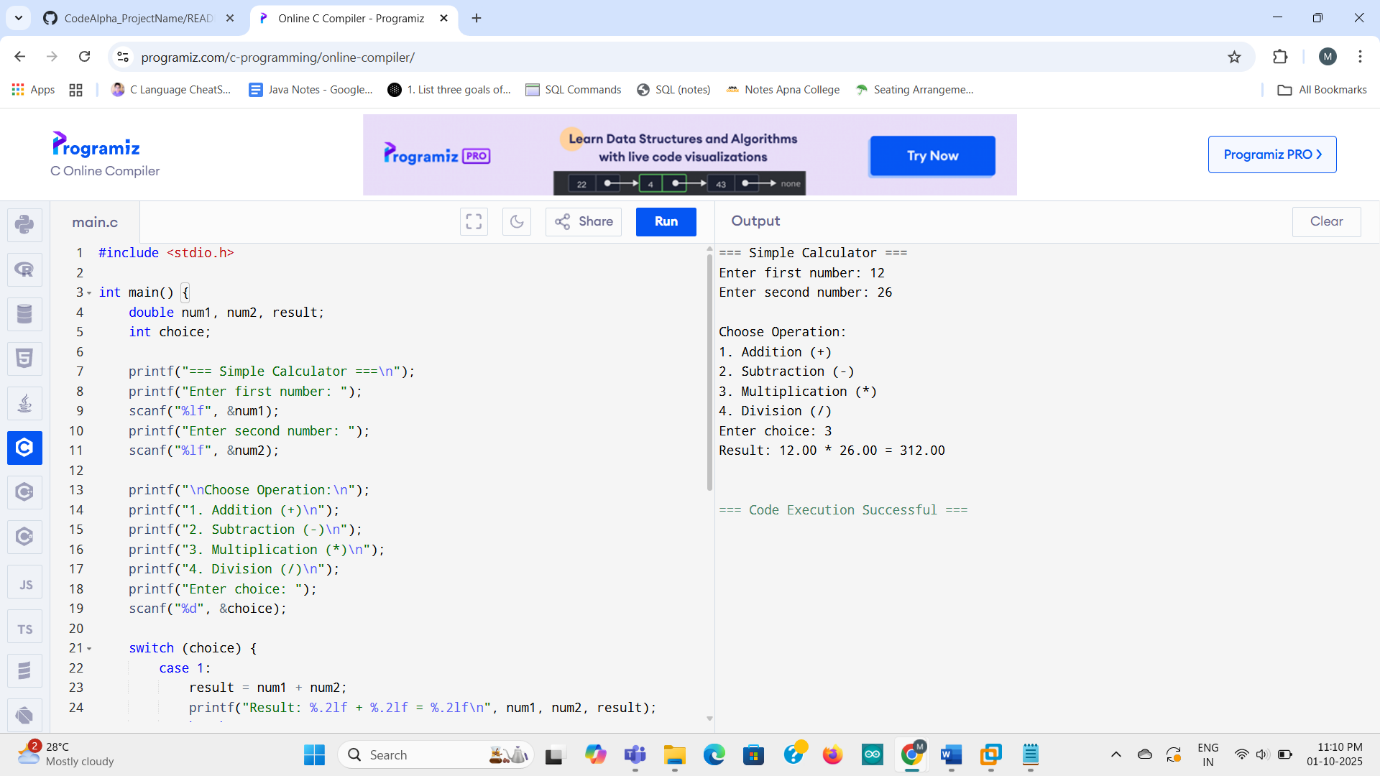 CodeAlpha_ProjectName/READ
Online C Compiler - Programiz
programiz.com/c-programming/online-compiler/
M
Apps
C Language CheatS...
Java Notes - Google...
1. List three goals of...
SQL Commands
SQL (notes)
Notes Apna College
Seating Arrangeme...
All Bookmarks
Programiz
C Online Compiler
Programiz PRO
Learn Data Structures and Algorithms
with live code visualizations
22 4 43 none
Try Now
Programiz PRO
main.c
Share
Run
Output
Clear
1 #include <stdio.h>
2
3 int main() {
4 double num1, num2, result;
5 int choice;
6
7 printf("=== Simple Calculator ===\n");
8 printf("Enter first number: ");
9 scanf("%lf", &num1);
10 printf("Enter second number: ");
11 scanf("%lf", &num2);
12
13 printf("\nChoose Operation:\n");
14 printf("1. Addition (+)\n");
15 printf("2. Subtraction (-)\n");
16 printf("3. Multiplication (*)\n");
17 printf("4. Division (/)\n");
18 printf("Enter choice: ");
19 scanf("%d", &choice);
20
21 switch (choice) {
22 case 1:
23 result = num1 + num2;
24 printf("Result: %.2lf + %.2lf = %.2lf\n", num1, num2, result);
=== Simple Calculator ===
Enter first number: 12
Enter second number: 26
Choose Operation:
1. Addition (+)
2. Subtraction (-)
3. Multiplication (*)
4. Division (/)
Enter choice: 3
Result: 12.00 * 26.00 = 312.00
=== Code Execution Successful ===
JS
TS
2
28°C
Mostly cloudy
Search
M
ENG
IN
11:10 PM
01-10-2025